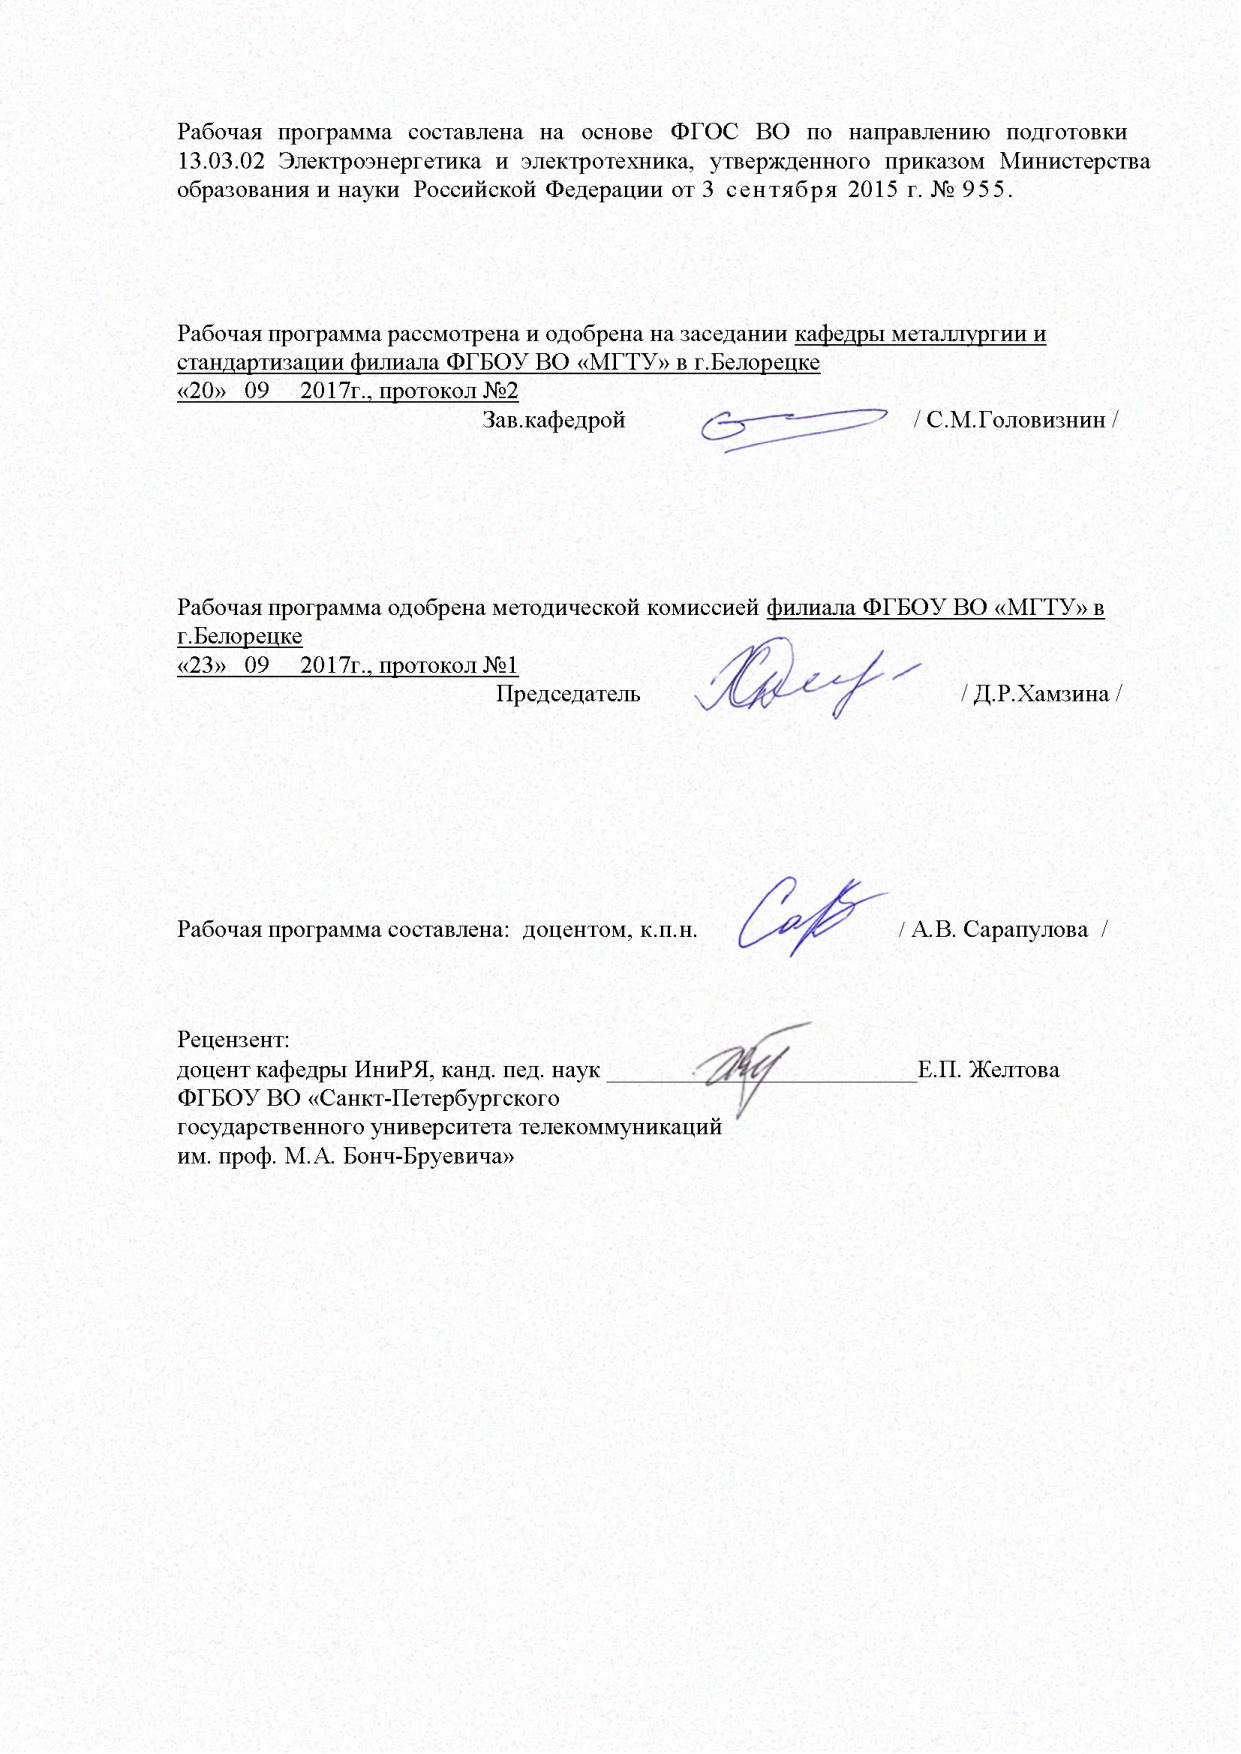 Рабочая программа составлена на основе ФГОС ВО по направлению подготовки
13.03.02 Электроэнергетика и электротехника, утвержденного приказом Министерства
образования и науки Российской Федерации от 3 сентября 2015 г. № 955.
Рабочая программа рассмотрена и одобрена на заседании кафедры металлургии и
стандартизации филиала ФГБОУ ВО «МГТУ» в г.Белорецке
«20» 09 2017г., протокол №2
Зав.кафедрой / С.М.Головизнин /
Рабочая программа одобрена методической комиссией филиала ФГБОУ ВО «МГТУ» в
г.Белорецке
«23» 09 2017г., протокол №1
Председатель / Д.Р.Хамзина /
Рабочая программа составлена: доцентом, к.п.н. / А.В. Сарапулова /
Рецензент:
доцент кафедры ИниРЯ, канд. пед. наук __________________________Е.П. Желтова
ФГБОУ ВО «Санкт-Петербургского
государственного университета телекоммуникаций
им. проф. М.А. Бонч-Бруевича»